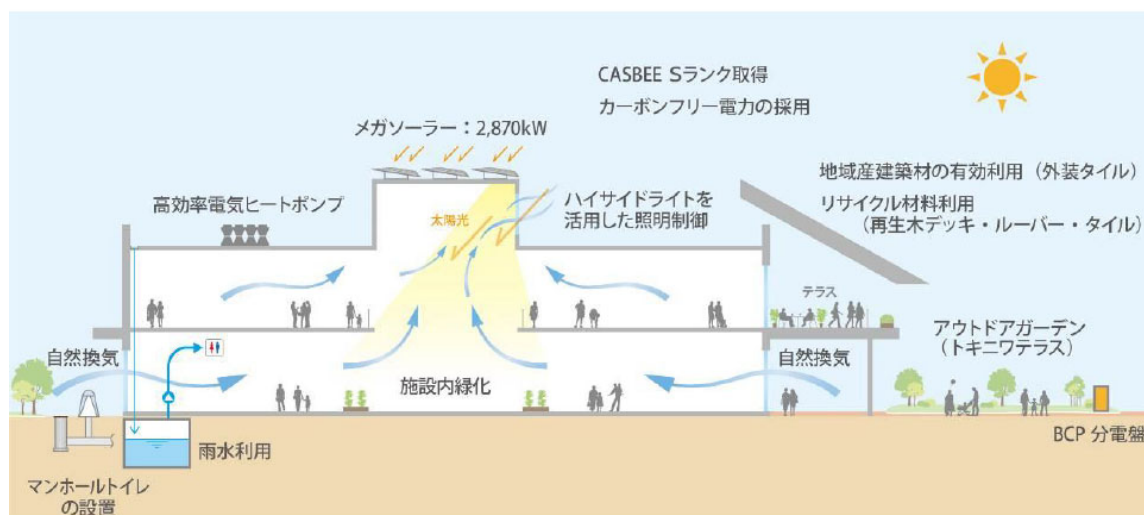 CASBEE Sランク取得
カーボンフリー電力の採用
メガソーラー：2,870kW
地域産建築材の有効利用（外装タイル）
リサイクル材料利用
（再生木デッキ・ルーバー・タイル）
高効率電気ヒートポンプ
太陽光
ハイサイドライトを
活用した照明制御
テラス
アウトドアガーデン
（トキニワテラス）
自然換気
施設内緑化
自然換気
雨水利用
BCP 分電盤
マンホールトイレ
の設置